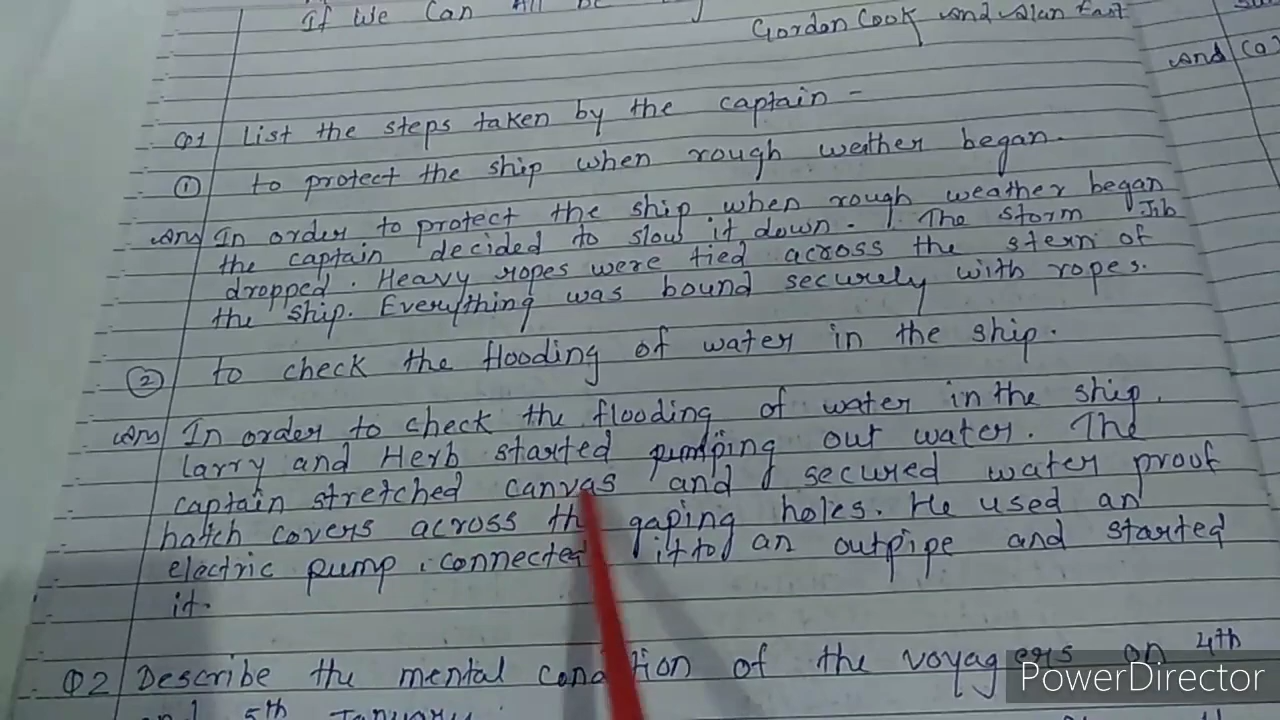 If We Can All Be
Gordon Cook and Alan East
and
Q1 List the steps taken by the captain -
① to protect the ship when rough weather began.
Ans In order to protect the ship when rough weather began
the captain decided to slow it down. The storm Jib
dropped. Heavy ropes were tied across the stern of
the ship. Everything was bound securely with ropes.
② to check the flooding of water in the ship.
Ans In order to check the flooding of water in the ship.
Larry and Herb started pumping out water. The
captain stretched canvas and secured water proof
hatch covers across the gaping holes. He used an
electric pump, connected it to an outpipe and started
it.
Q2 Describe the mental condition of the voyagers on 4th
5th January.
PowerDirector